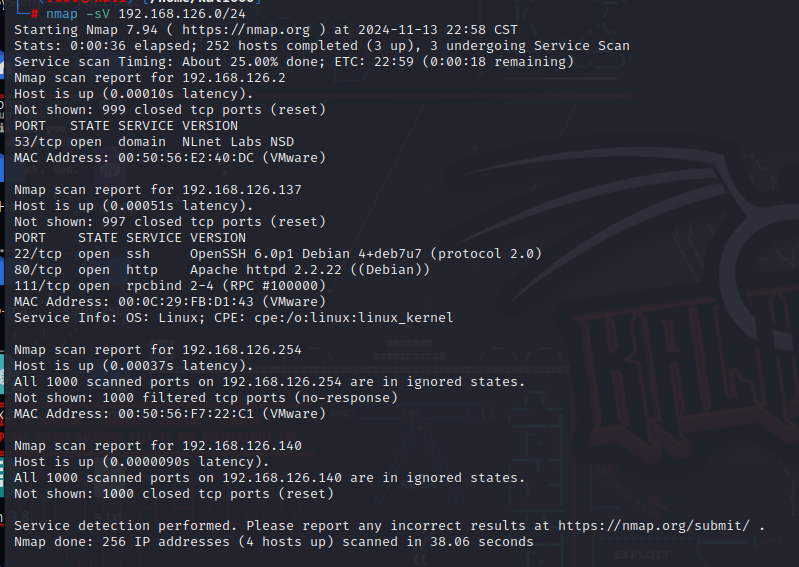 └─# nmap -sV 192.168.126.0/24
Starting Nmap 7.94 ( https://nmap.org ) at 2024-11-13 22:58 CST
Stats: 0:00:36 elapsed; 252 hosts completed (3 up), 3 undergoing Service Scan
Service scan Timing: About 25.00% done; ETC: 22:59 (0:00:18 remaining)
Nmap scan report for 192.168.126.2
Host is up (0.00010s latency).
Not shown: 999 closed tcp ports (reset)
PORT   STATE SERVICE VERSION
53/tcp open  domain  NLnet Labs NSD
MAC Address: 00:50:56:E2:40:DC (VMware)

Nmap scan report for 192.168.126.137
Host is up (0.00051s latency).
Not shown: 997 closed tcp ports (reset)
PORT    STATE SERVICE VERSION
22/tcp  open  ssh     OpenSSH 6.0p1 Debian 4+deb7u7 (protocol 2.0)
80/tcp  open  http    Apache httpd 2.2.22 ((Debian))
111/tcp open  rpcbind 2-4 (RPC #100000)
MAC Address: 00:0C:29:FB:D1:43 (VMware)
Service Info: OS: Linux; CPE: cpe:/o:linux:linux_kernel

Nmap scan report for 192.168.126.254
Host is up (0.00037s latency).
All 1000 scanned ports on 192.168.126.254 are in ignored states.
Not shown: 1000 filtered tcp ports (no-response)
MAC Address: 00:50:56:F7:22:C1 (VMware)

Nmap scan report for 192.168.126.140
Host is up (0.0000090s latency).
All 1000 scanned ports on 192.168.126.140 are in ignored states.
Not shown: 1000 closed tcp ports (reset)

Service detection performed. Please report any incorrect results at https://nmap.org/submit/ .
Nmap done: 256 IP addresses (4 hosts up) scanned in 38.06 seconds
EXPLOIT